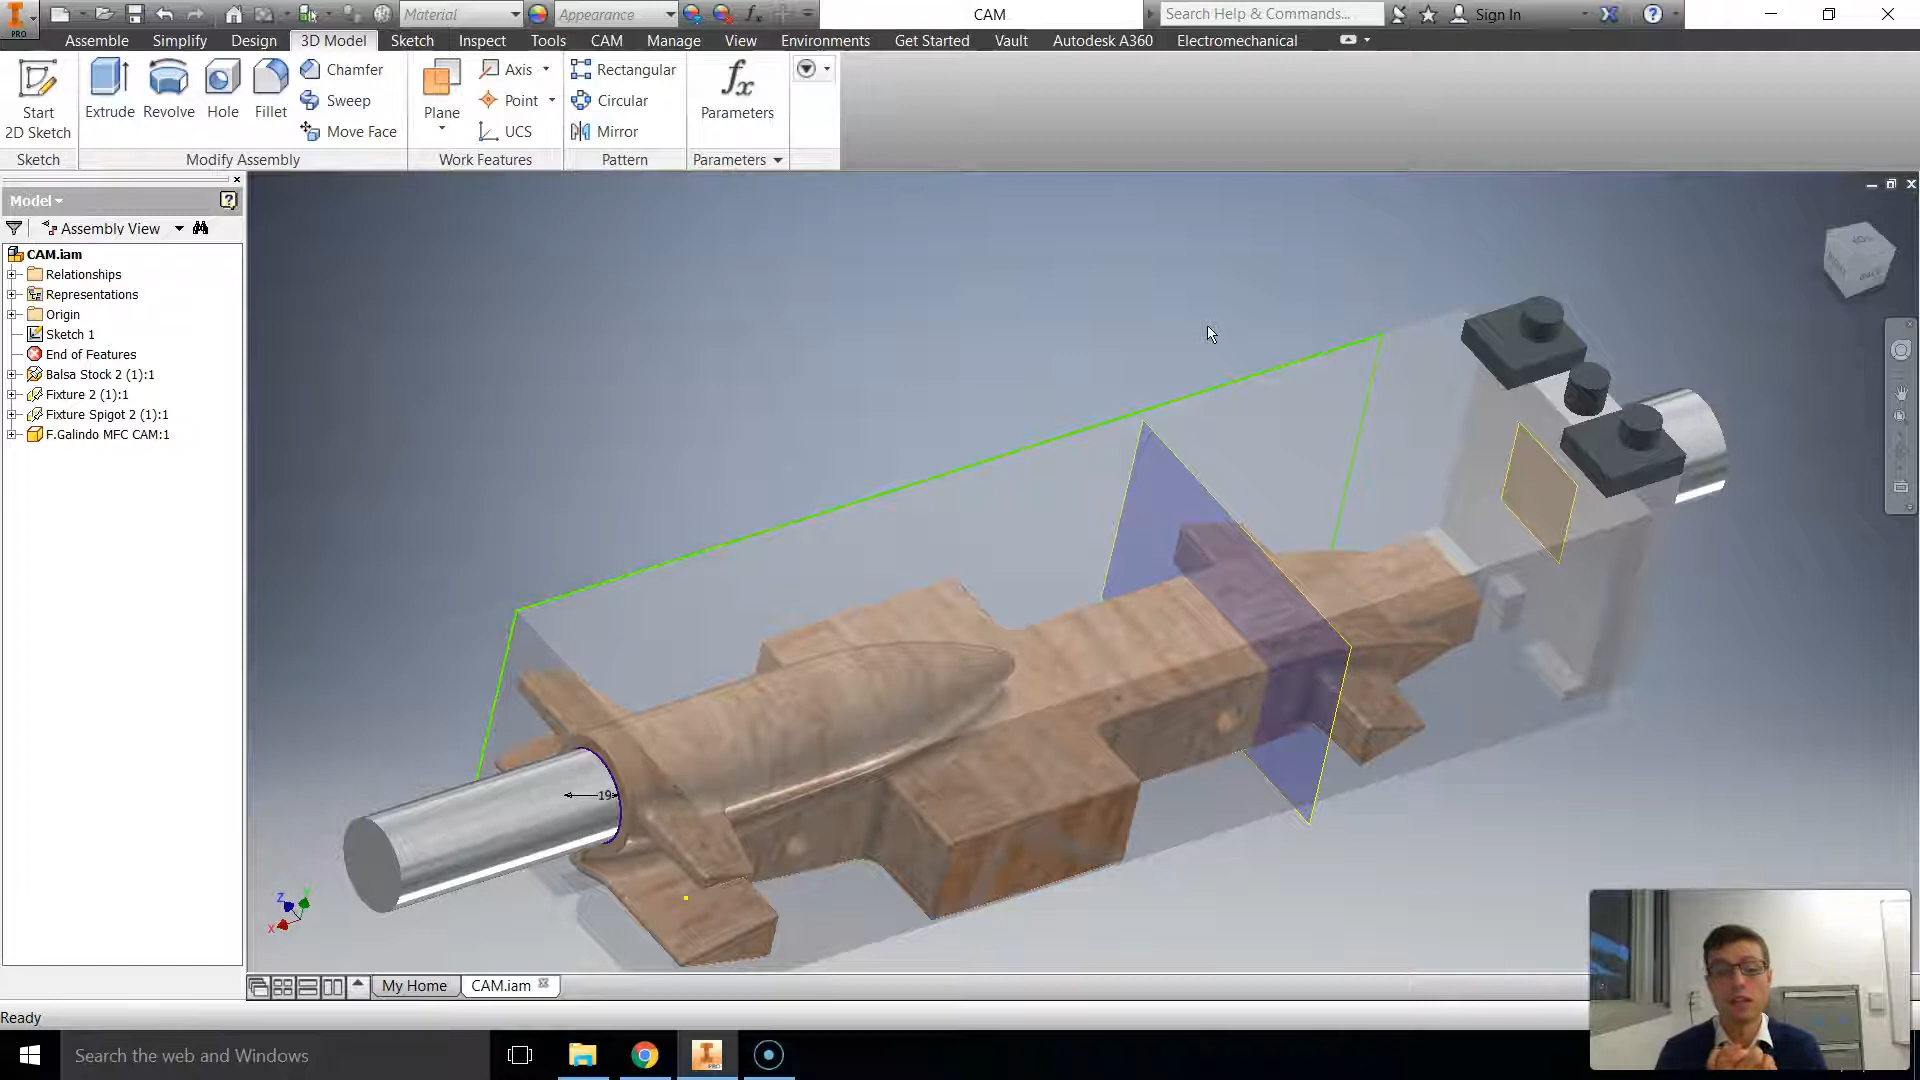 Material
Appearance
CAM
Search Help & Commands...
Sign In
PRO
Assemble
Simplify
Design
3D Model
Sketch
Inspect
Tools
CAM
Manage
View
Environments
Get Started
Vault
Autodesk A360
Electromechanical
Start
2D Sketch
Extrude
Revolve
Hole
Fillet
Chamfer
Sweep
Move Face
Plane
Axis
Point
UCS
Rectangular
Circular
Mirror
fx
Parameters
Sketch
Modify Assembly
Work Features
Pattern
Parameters
Model
Assembly View
CAM.iam
Relationships
Representations
Origin
Sketch 1
End of Features
Balsa Stock 2 (1):1
Fixture 2 (1):1
Fixture Spigot 2 (1):1
F.Galindo MFC CAM:1
19
Z
X
My Home
CAM.iam
Ready
Search the web and Windows
PRO